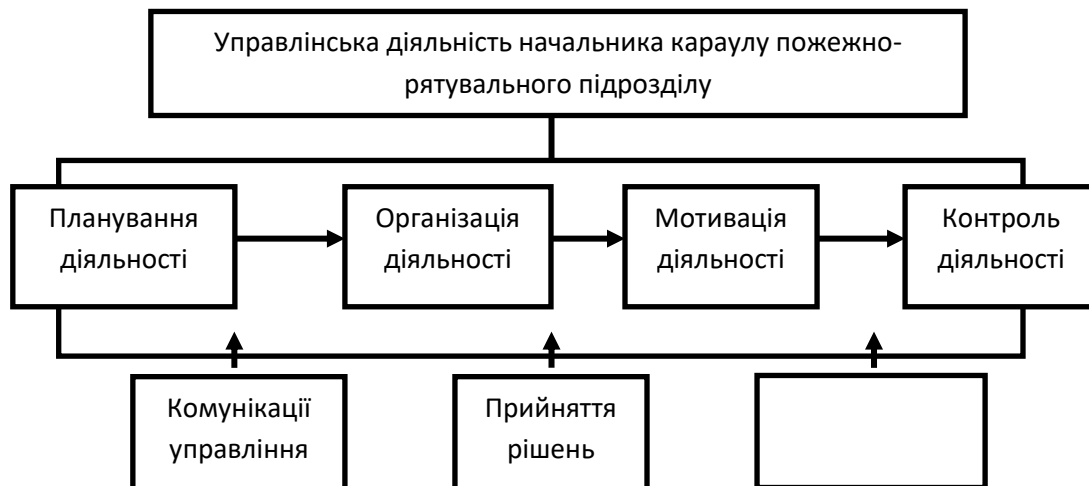 Управлінська діяльність начальника караулу пожежно-
рятувального підрозділу
Планування
діяльності
Організація
діяльності
Мотивація
діяльності
Контроль
діяльності
Комунікації
управління
Прийняття
рішень